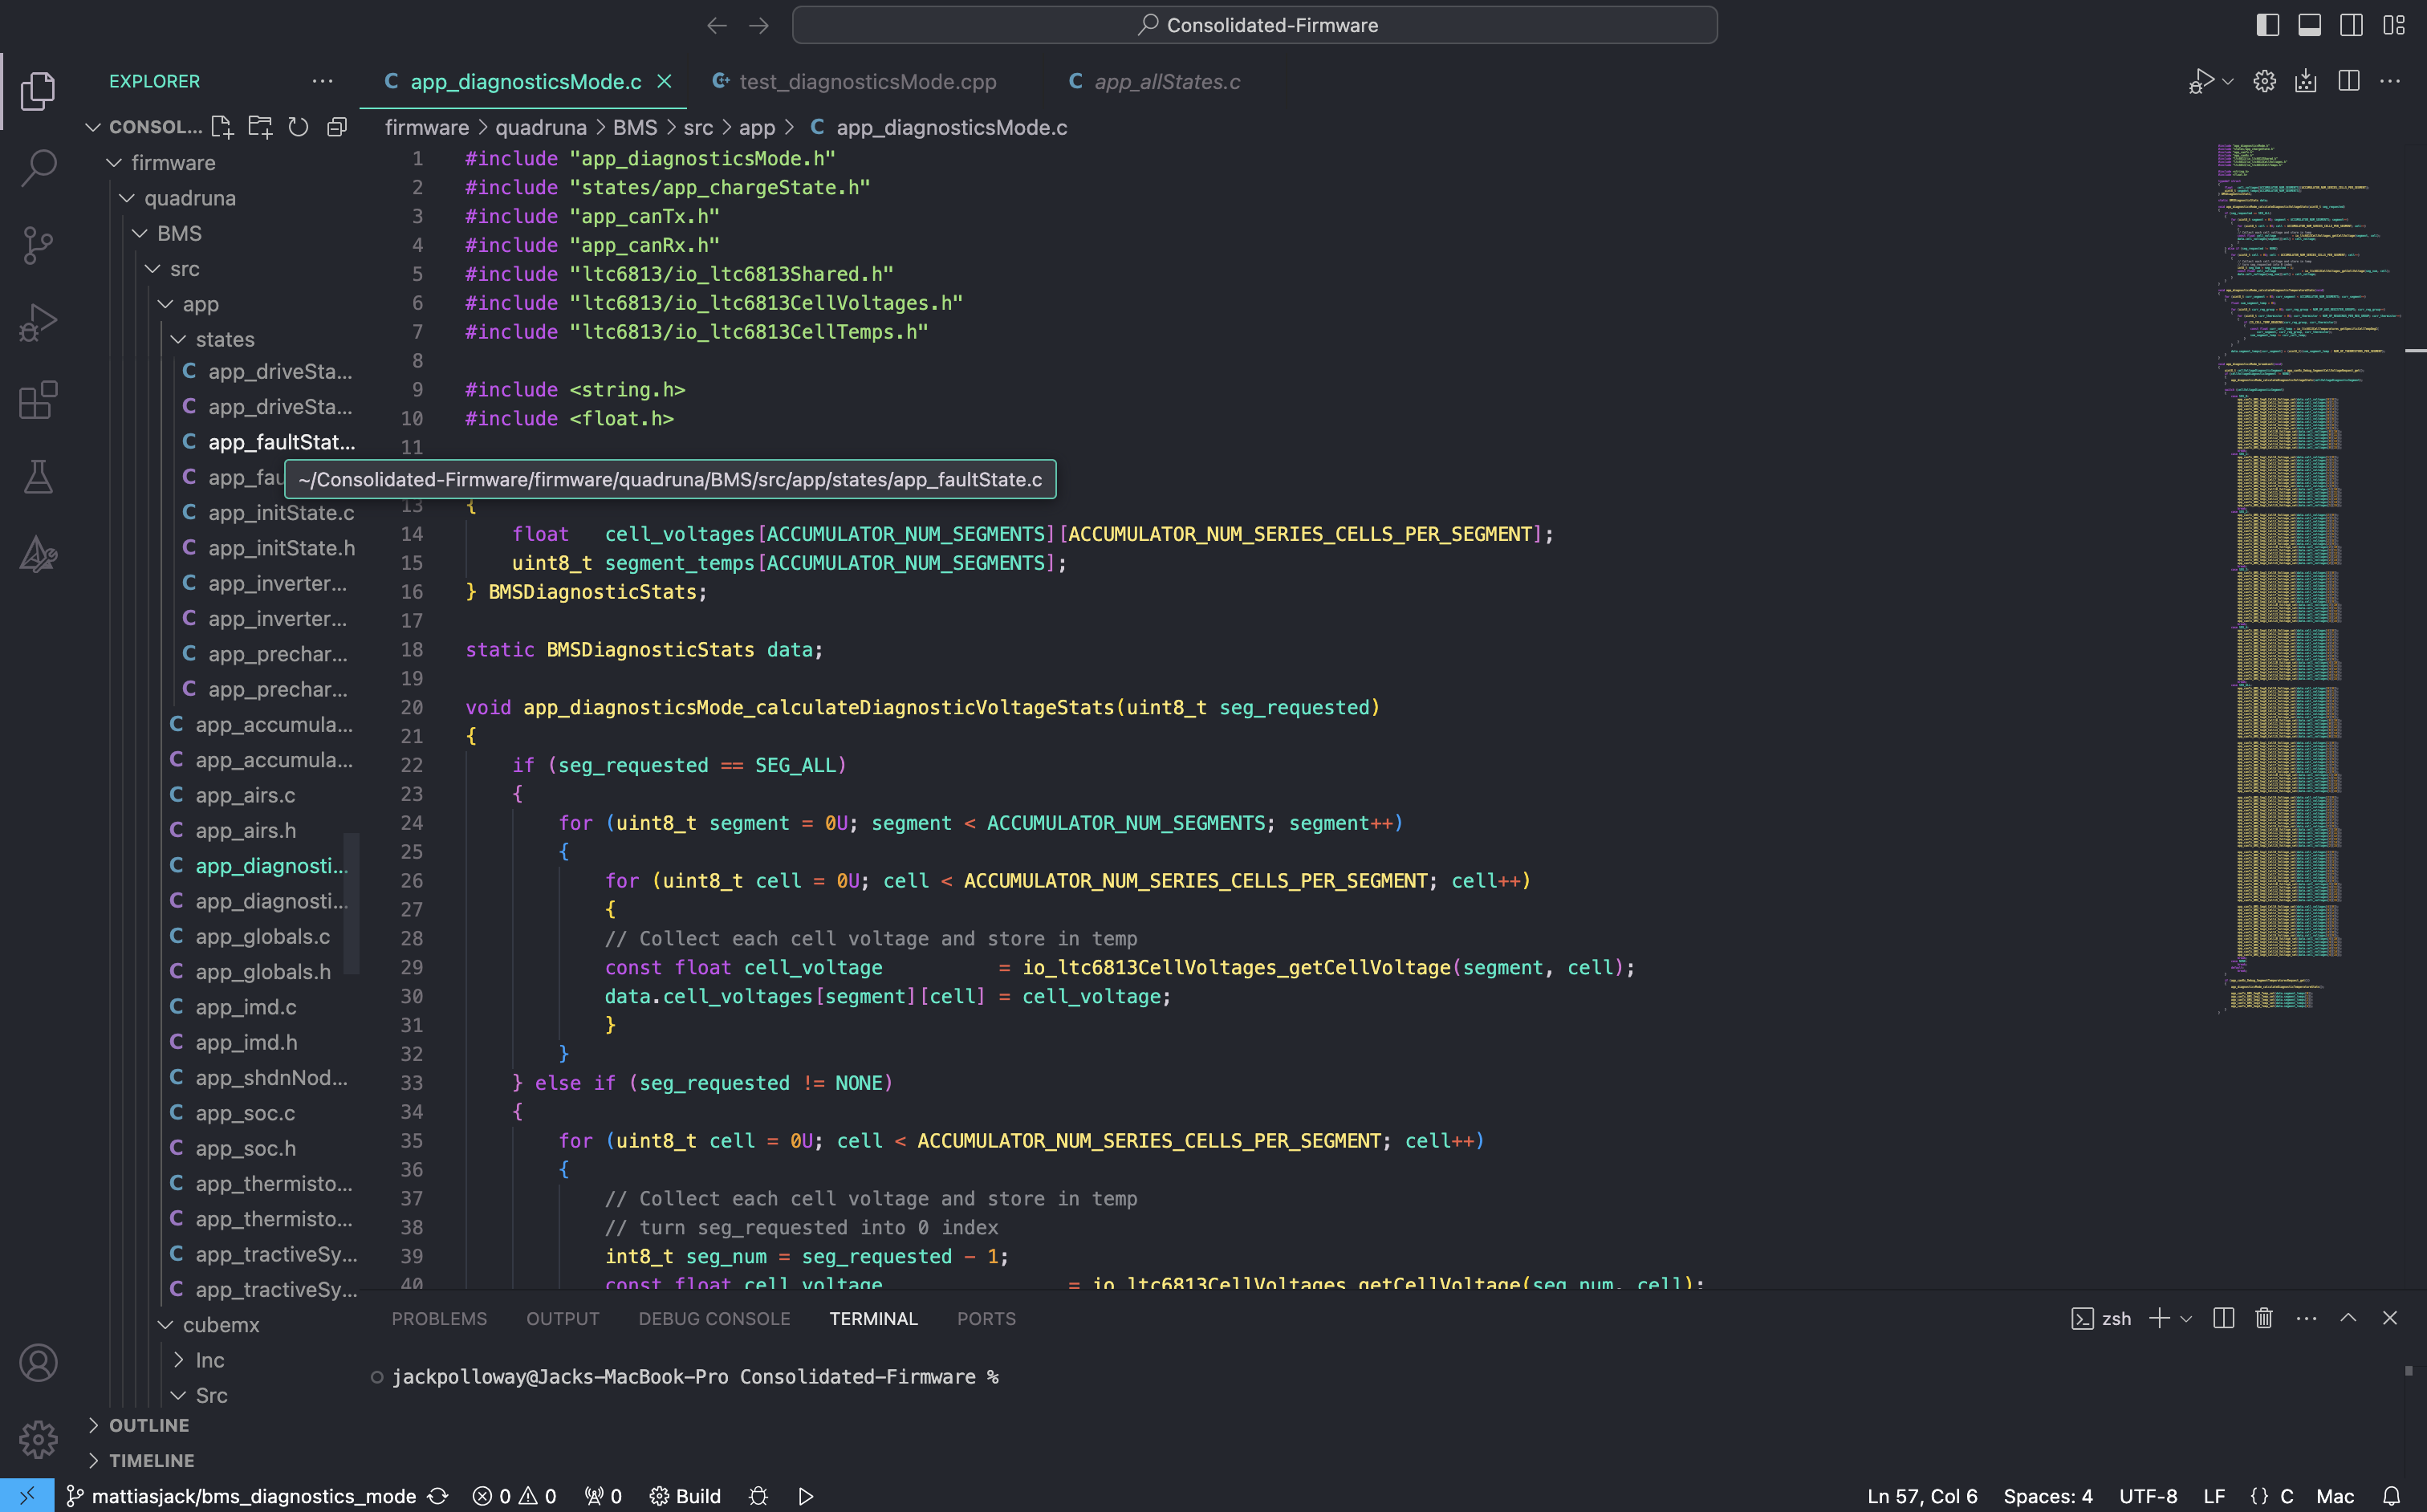 Consolidated-Firmware
EXPLORER
app_diagnosticsMode.c
test_diagnosticsMode.cpp
app_allStates.c
CONSOL...
firmware > quadruna > BMS > src > app > C app_diagnosticsMode.c
firmware
quadruna
BMS
src
app
states
C app_driveSta...
C app_driveSta...
C app_faultStat...
C app_fau
C app_initState.c
C app_initState.h
C app_inverter...
C app_inverter...
C app_prechar...
C app_prechar...
C app_accumula...
C app_accumula...
C app_airs.c
C app_airs.h
C app_diagnosti...
C app_diagnosti...
C app_globals.c
C app_globals.h
C app_imd.c
C app_imd.h
C app_shdnNod...
C app_soc.c
C app_soc.h
C app_thermisto...
C app_thermisto...
C app_tractiveSy...
C app_tractiveSy...
cubemx
Inc
Src
OUTLINE
TIMELINE
~/Consolidated-Firmware/firmware/quadruna/BMS/src/app/states/app_faultState.c
1 #include "app_diagnosticsMode.h"
2 #include "states/app_chargeState.h"
3 #include "app_canTx.h"
4 #include "app_canRx.h"
5 #include "ltc6813/io_ltc6813Shared.h"
6 #include "ltc6813/io_ltc6813CellVoltages.h"
7 #include "ltc6813/io_ltc6813CellTemps.h"
8
9 #include <string.h>
10 #include <float.h>
11
13 {
14 float cell_voltages[ACCUMULATOR_NUM_SEGMENTS][ACCUMULATOR_NUM_SERIES_CELLS_PER_SEGMENT];
15 uint8_t segment_temps[ACCUMULATOR_NUM_SEGMENTS];
16 } BMSDiagnosticStats;
17
18 static BMSDiagnosticStats data;
19
20 void app_diagnosticsMode_calculateDiagnosticVoltageStats(uint8_t seg_requested)
21 {
22 if (seg_requested == SEG_ALL)
23 {
24 for (uint8_t segment = 0U; segment < ACCUMULATOR_NUM_SEGMENTS; segment++)
25 {
26 for (uint8_t cell = 0U; cell < ACCUMULATOR_NUM_SERIES_CELLS_PER_SEGMENT; cell++)
27 {
28 // Collect each cell voltage and store in temp
29 const float cell_voltage = io_ltc6813CellVoltages_getCellVoltage(segment, cell);
30 data.cell_voltages[segment][cell] = cell_voltage;
31 }
32 }
33 } else if (seg_requested != NONE)
34 {
35 for (uint8_t cell = 0U; cell < ACCUMULATOR_NUM_SERIES_CELLS_PER_SEGMENT; cell++)
36 {
37 // Collect each cell voltage and store in temp
38 // turn seg_requested into 0 index
39 int8_t seg_num = seg_requested - 1;
40 const float cell_voltage = io_ltc6813CellVoltages_getCellVoltage(seg_num, cell);
PROBLEMS OUTPUT DEBUG CONSOLE TERMINAL PORTS
zsh
jackpolloway@Jacks-MacBook-Pro Consolidated-Firmware %
mattiasjack/bms_diagnostics_mode 0 0 0 Build
Ln 57, Col 6 Spaces: 4 UTF-8 LF {} C Mac